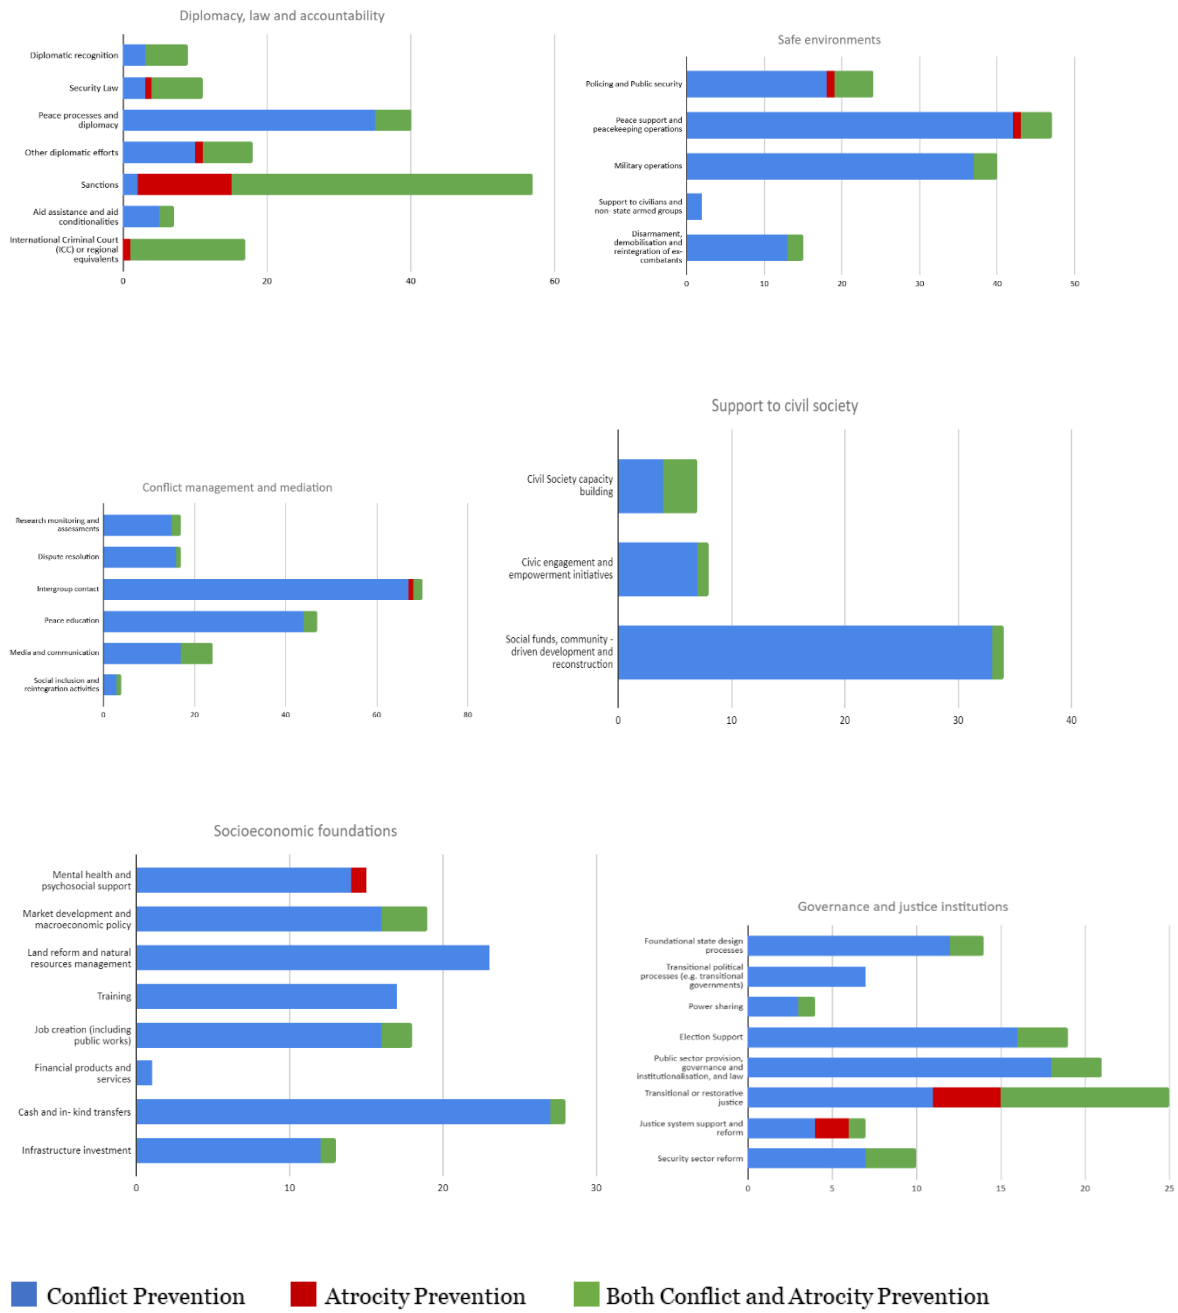 Diplomacy, law and accountability
Diplomatic recognition
Security Law
Peace processes and
diplomacy
Other diplomatic efforts
Sanctions
Aid assistance and aid
conditionalities
International Criminal Court
(ICC) or regional
equivalents
0
20
40
60
Safe environments
Policing and Public security
Peace support and
peacekeeping operations
Military operations
Support to civilians and
non- state armed groups
Disarmament,
demobilisation and
reintegration of ex-
combatants
0
10
20
30
40
50
Conflict management and mediation
Research monitoring and
assessments
Dispute resolution
Intergroup contact
Peace education
Media and communication
Social inclusion and
reintegration activities
0
20
40
60
80
Support to civil society
Civil Society capacity
building
Civic engagement and
empowerment initiatives
Social funds, community -
driven development and
reconstruction
0
10
20
30
40
Socioeconomic foundations
Mental health and
psychosocial support
Market development and
macroeconomic policy
Land reform and natural
resources management
Training
Job creation (including
public works)
Financial products and
services
Cash and in- kind transfers
Infrastructure investment
0
10
20
30
Governance and justice institutions
Foundational state design
processes
Transitional political
processes (e.g. transitional
governments)
Power sharing
Election Support
Public sector provision,
governance and
institutionalisation, and law
Transitional or restorative
justice
Justice system support and
reform
Security sector reform
0
5
10
15
20
25
Conflict Prevention
Atrocity Prevention
Both Conflict and Atrocity Prevention